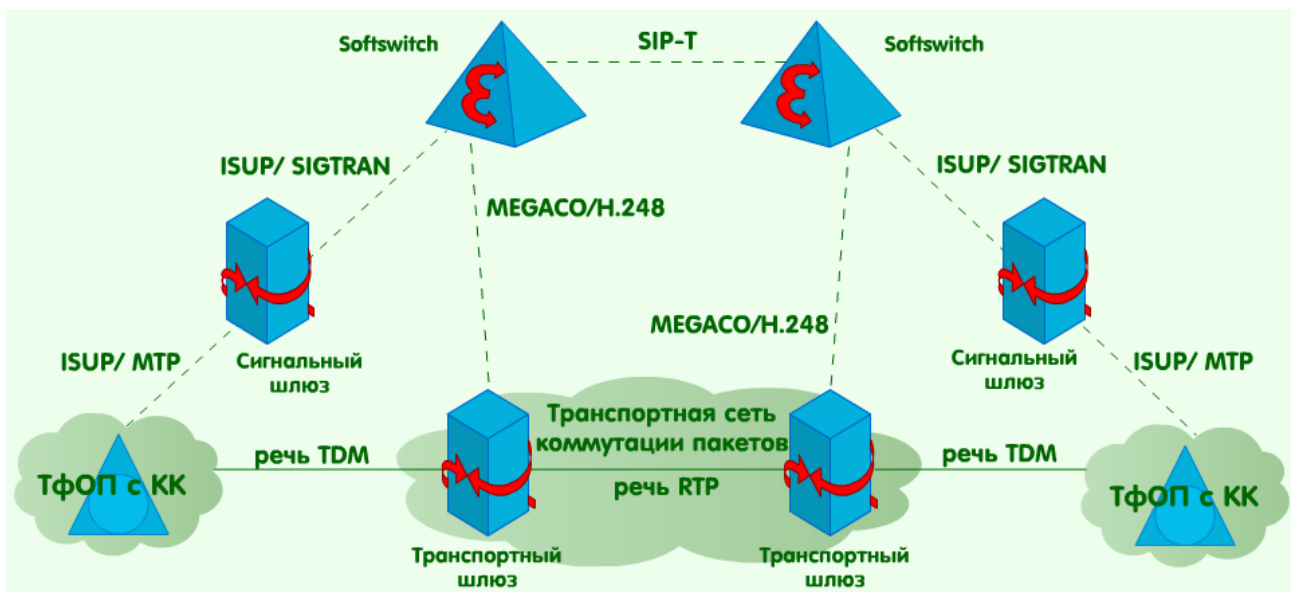 Softswitch
SIP-T
Softswitch
ISUP/ SIGTRAN
ISUP/ SIGTRAN
MEGACO/H.248
MEGACO/H.248
Сигнальный
шлюз
Сигнальный
шлюз
ISUP/ MTP
ISUP/ MTP
Транспортная сеть
коммутации пакетов
речь TDM
речь TDM
речь RTP
ТфОП с КК
ТфОП с КК
Транспортный
шлюз
Транспортный
шлюз